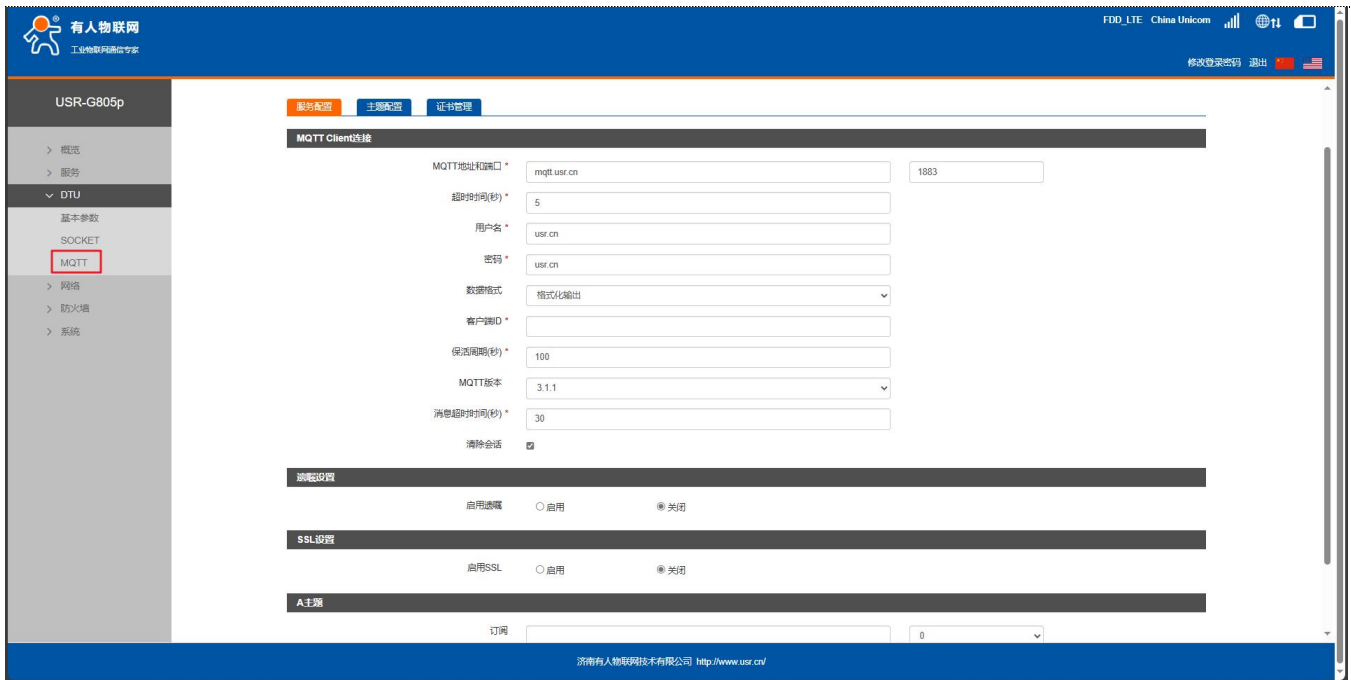 有人物联网
工业物联网通信专家
FDD_LTE China Unicom
修改登录密码 退出
USR-G805p
概览
服务
DTU
基本参数
SOCKET
MQTT
网络
防火墙
系统
服务配置 主题配置 证书管理
MQTT Client连接
MQTT地址和端口 * mqtt.usr.cn 1883
超时时间(秒) * 5
用户名 * usr.cn
密码 * usr.cn
数据格式 格式化输出
客户端ID *
保活周期(秒) * 100
MQTT版本 3.1.1
消息超时时间(秒) * 30
清除会话
遗嘱设置
启用遗嘱 启用 关闭
SSL设置
启用SSL 启用 关闭
A主题
订阅 0
济南有人物联网技术有限公司 http://www.usr.cn/